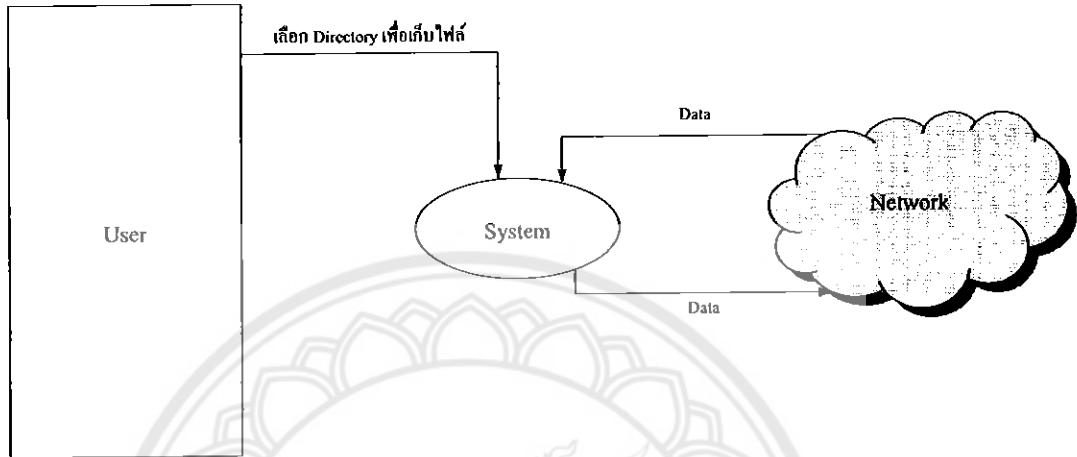 เลือก Directory เพื่อเก็บไฟล์
Data
Network
User
System
Data